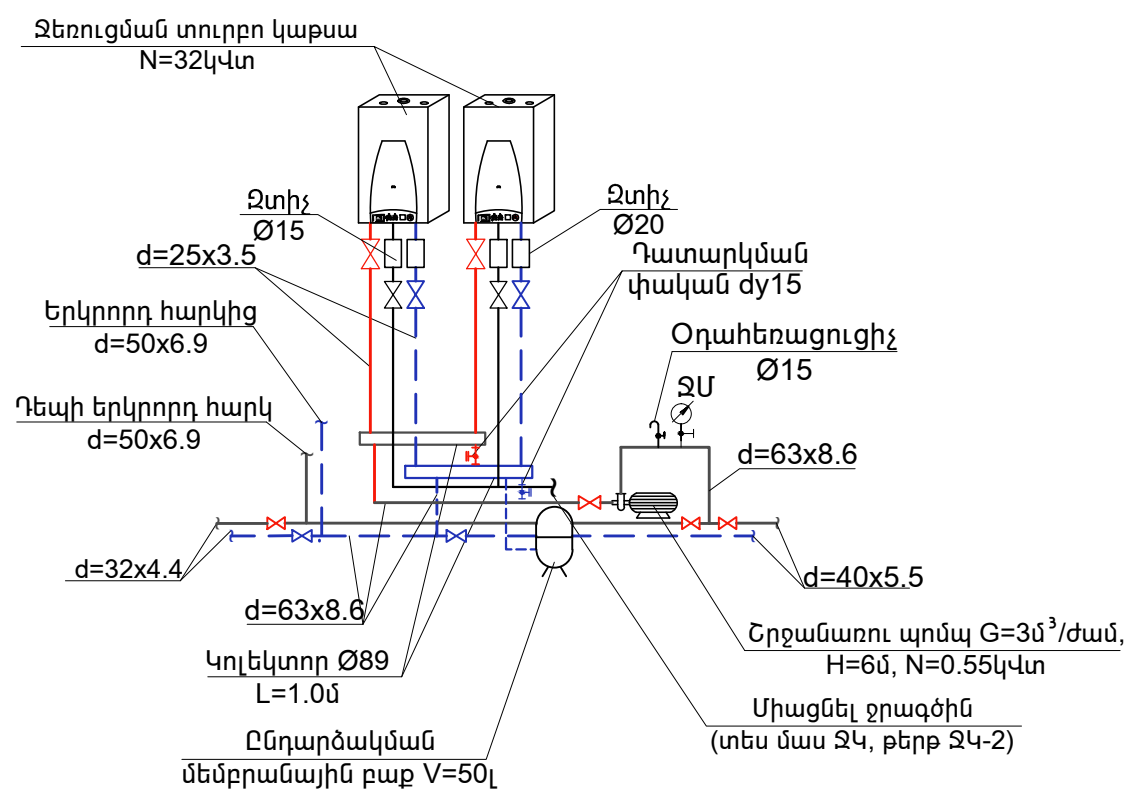 Ջեռուցման տուրբո կաթսա
N=32կՎտ
Զտիչ
Ø15
Զտիչ
Ø20
d=25x3.5
Դատարկման
փական dy15
Երկրորդ հարկից
d=50x6.9
Օդահեռացուցիչ
Ø15
ՋՄ
Դեպի երկրորդ հարկ
d=50x6.9
d=63x8.6
d=32x4.4
d=40x5.5
d=63x8.6
Շրջանառու պոմպ G=3մ³/ժամ,
H=6մ, N=0.55կՎտ
Կոլեկտոր Ø89
L=1.0մ
Միացնել ջրագծին
(տես մաս ՋԿ, թերթ ՋԿ-2)
Ընդարձակման
մեմբրանային բաք V=50լ